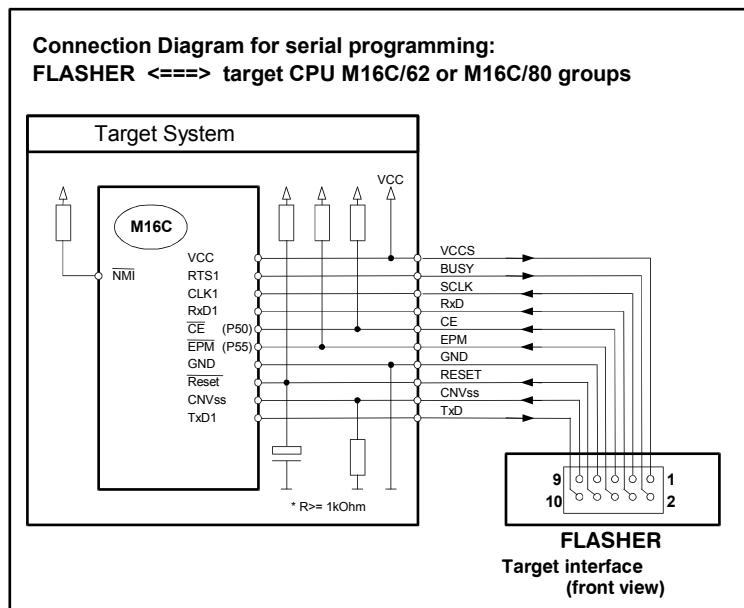 Connection Diagram for serial programming:
FLASHER <===> target CPU M16C/62 or M16C/80 groups
Target System
VCC
M16C
NMI
VCC
RTS1
CLK1
RxD1
CE (P50)
EPM (P55)
GND
Reset
CNVss
TxD1
VCCS
BUSY
SCLK
RxD
CE
EPM
GND
RESET
CNVss
TxD
* R>= 1kOhm
9 1
10 2
FLASHER
Target interface
(front view)